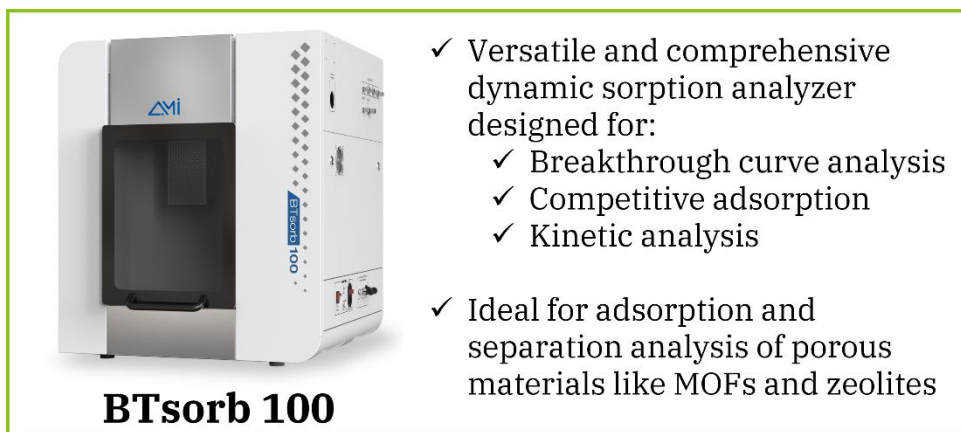 AMI
BTsorb 100
BTsorb 100
✓ Versatile and comprehensive
dynamic sorption analyzer
designed for:
✓ Breakthrough curve analysis
✓ Competitive adsorption
✓ Kinetic analysis
✓ Ideal for adsorption and
separation analysis of porous
materials like MOFs and zeolites